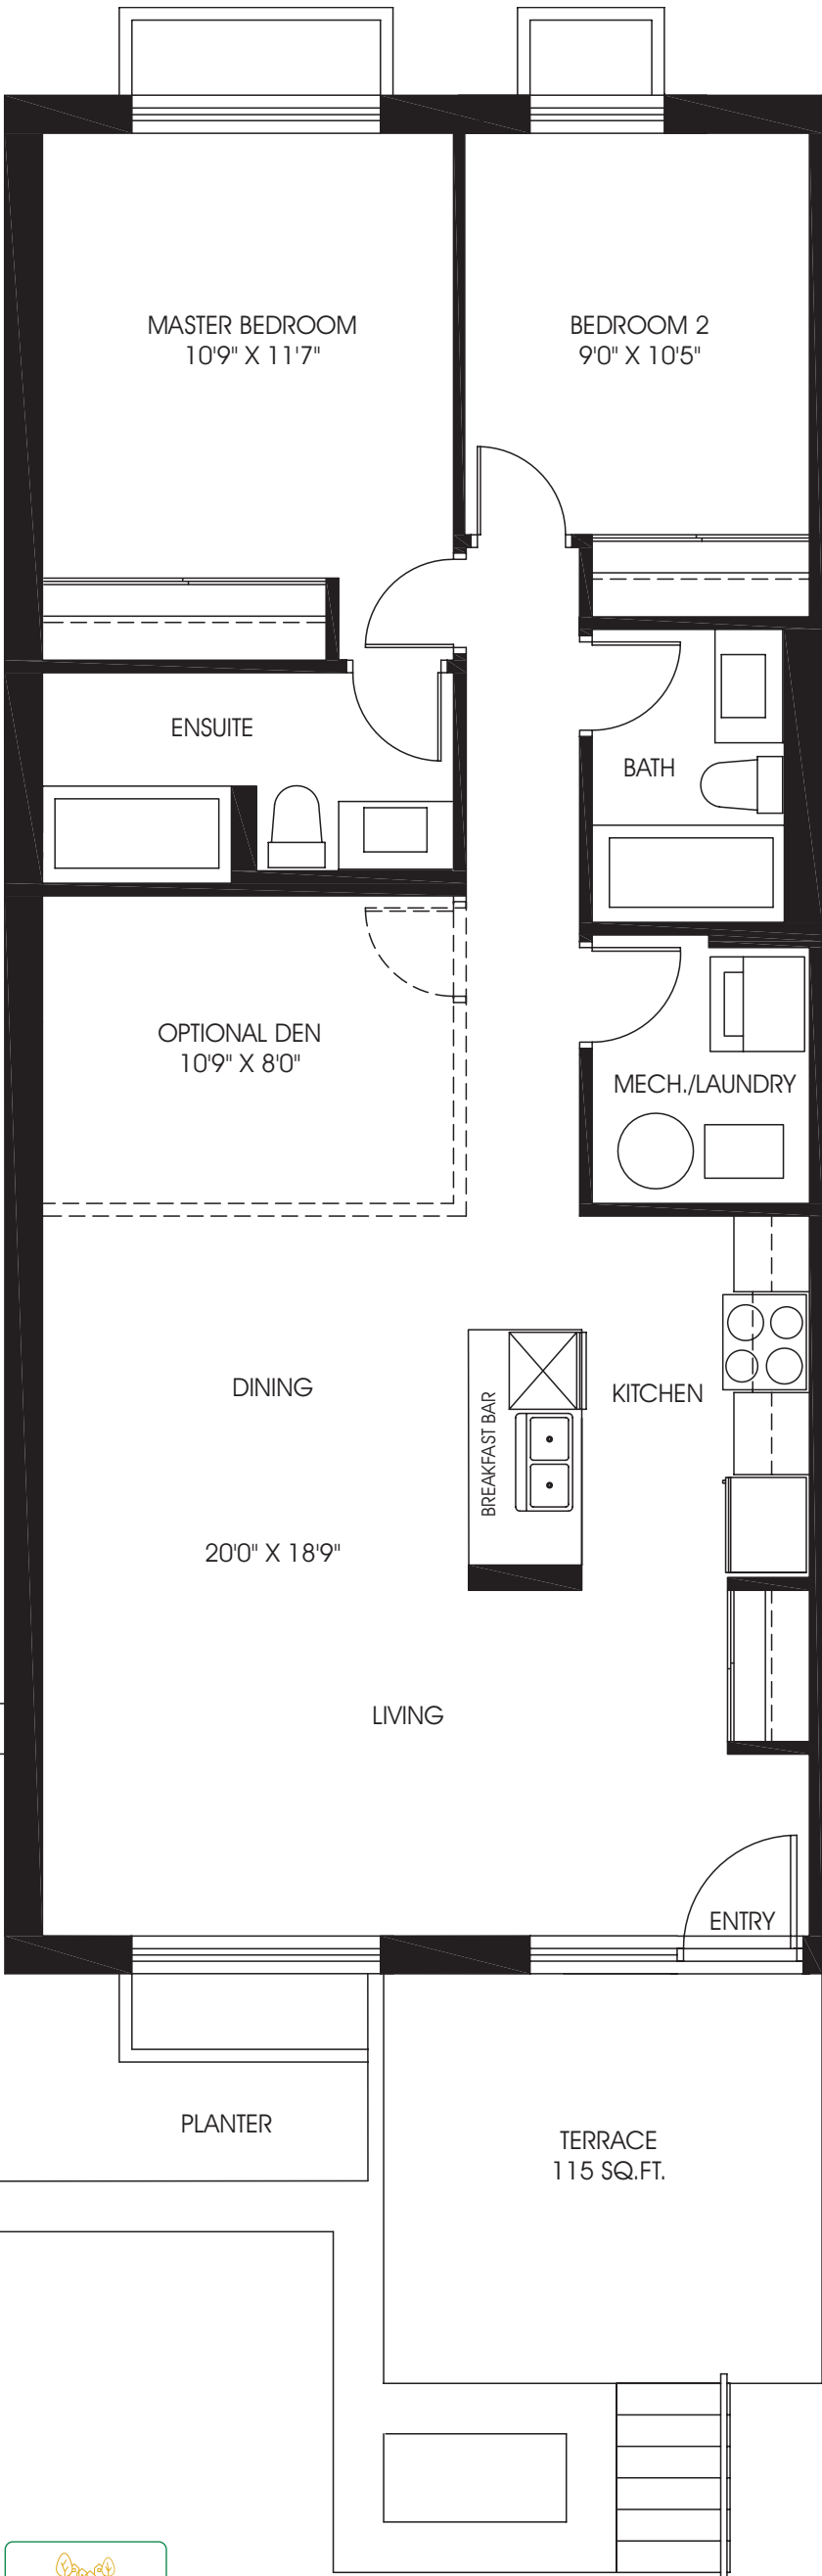 MASTER BEDROOM
10'9" X 11'7"
BEDROOM 2
9'0" X 10'5"
ENSUITE
BATH
OPTIONAL DEN
10'9" X 8'0"
MECH./LAUNDRY
DINING
BREAKFAST BAR
KITCHEN
20'0" X 18'9"
LIVING
ENTRY
PLANTER
TERRACE
115 SQ.FT.